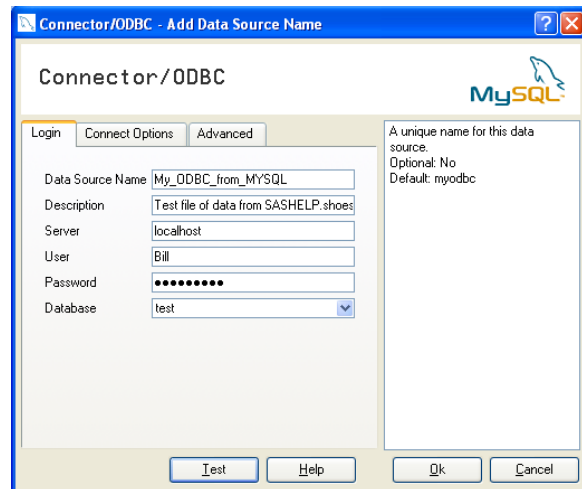 Connector/ODBC - Add Data Source Name
Connector/ODBC
MySQL
Login Connect Options Advanced
Data Source Name My_ODBC_from_MYSQL
Description Test file of data from SASHELP.shoes
Server localhost
User Bill
Password •••••••••
Database test
A unique name for this data
source.
Optional: No
Default: myodbc
Test Help Ok Cancel